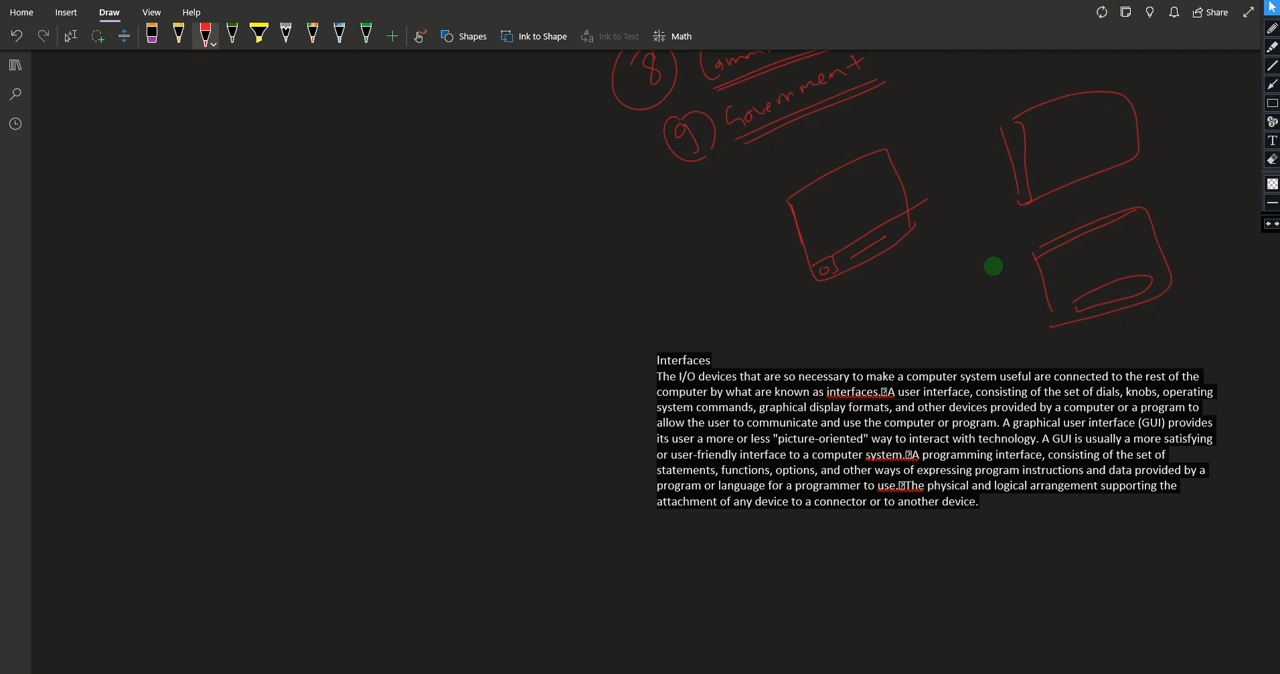 Home Insert Draw View Help
Share
Shapes Ink to Shape Ink to Text Math
8
9 Government
Interfaces
The I/O devices that are so necessary to make a computer system useful are connected to the rest of the
computer by what are known as interfaces.⍰A user interface, consisting of the set of dials, knobs, operating
system commands, graphical display formats, and other devices provided by a computer or a program to
allow the user to communicate and use the computer or program. A graphical user interface (GUI) provides
its user a more or less "picture-oriented" way to interact with technology. A GUI is usually a more satisfying
or user-friendly interface to a computer system.⍰A programming interface, consisting of the set of
statements, functions, options, and other ways of expressing program instructions and data provided by a
program or language for a programmer to use.⍰The physical and logical arrangement supporting the
attachment of any device to a connector or to another device.